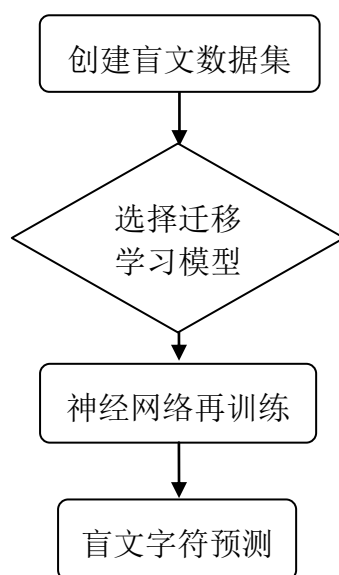 创建盲文数据集
选择迁移
学习模型
神经网络再训练
盲文字符预测